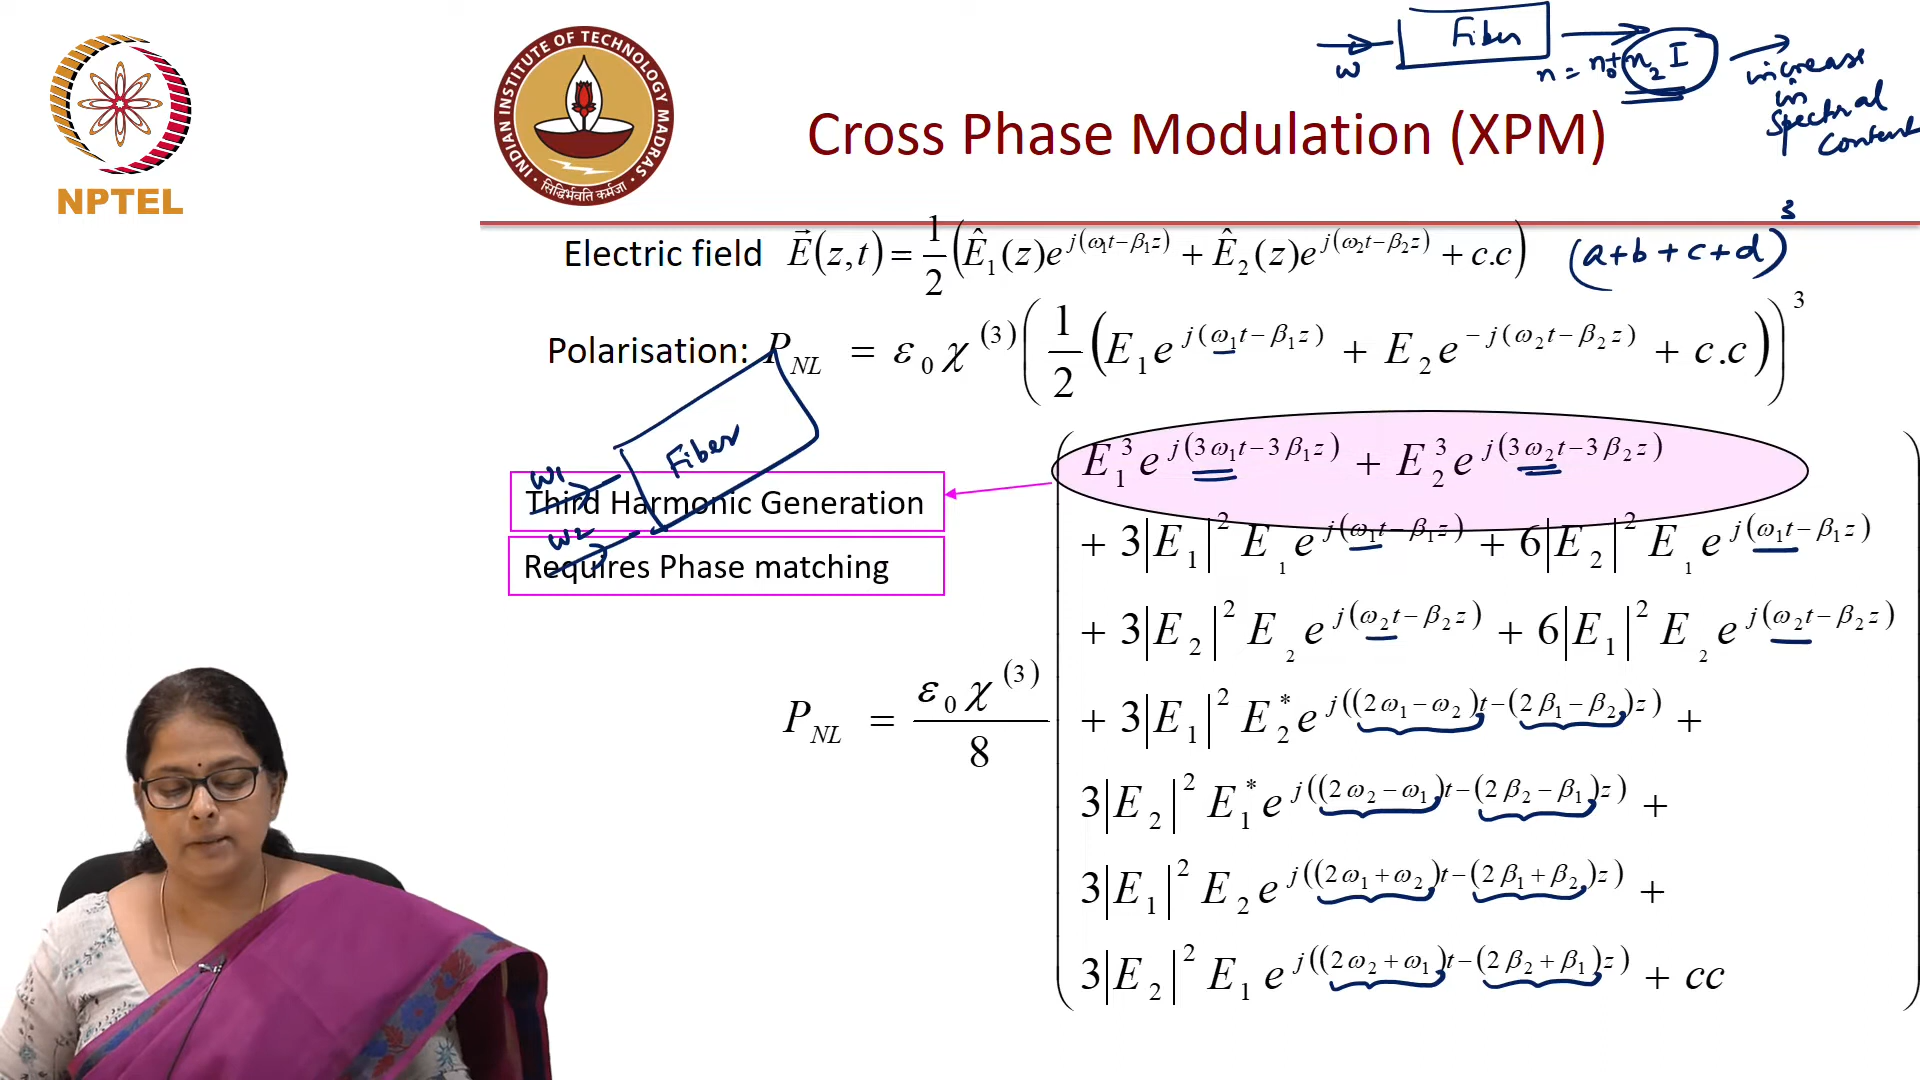 Fiber
ω
n = n₀ + n₂ I
increase
in
spectral
content
INDIAN INSTITUTE OF TECHNOLOGY MADRAS
सिद्धिर्भवति कर्मजा
NPTEL
Cross Phase Modulation (XPM)
Electric field E⃗(z,t) = 1/2 (Ê₁(z)e^{j(ω₁t−β₁z)} + Ê₂(z)e^{j(ω₂t−β₂z)} + c.c)
(a+b+c+d)³
Polarisation: P_NL = ε₀χ^(3) (1/2 (E₁e^{j(ω₁t−β₁z)} + E₂e^{−j(ω₂t−β₂z)} + c.c))³
Fiber
ω1
ω2
Third Harmonic Generation
Requires Phase matching
P_NL = ε₀χ^(3)/8
E₁³e^{j(3ω₁t−3β₁z)} + E₂³e^{j(3ω₂t−3β₂z)}
+ 3|E₁|²E₁e^{j(ω₁t−β₁z)} + 6|E₂|²E₁e^{j(ω₁t−β₁z)}
+ 3|E₂|²E₂e^{j(ω₂t−β₂z)} + 6|E₁|²E₂e^{j(ω₂t−β₂z)}
+ 3|E₁|²E₂*e^{j((2ω₁−ω₂)t−(2β₁−β₂)z)} +
3|E₂|²E₁*e^{j((2ω₂−ω₁)t−(2β₂−β₁)z)} +
3|E₁|²E₂e^{j((2ω₁+ω₂)t−(2β₁+β₂)z)} +
3|E₂|²E₁e^{j((2ω₂+ω₁)t−(2β₂+β₁)z)} + cc